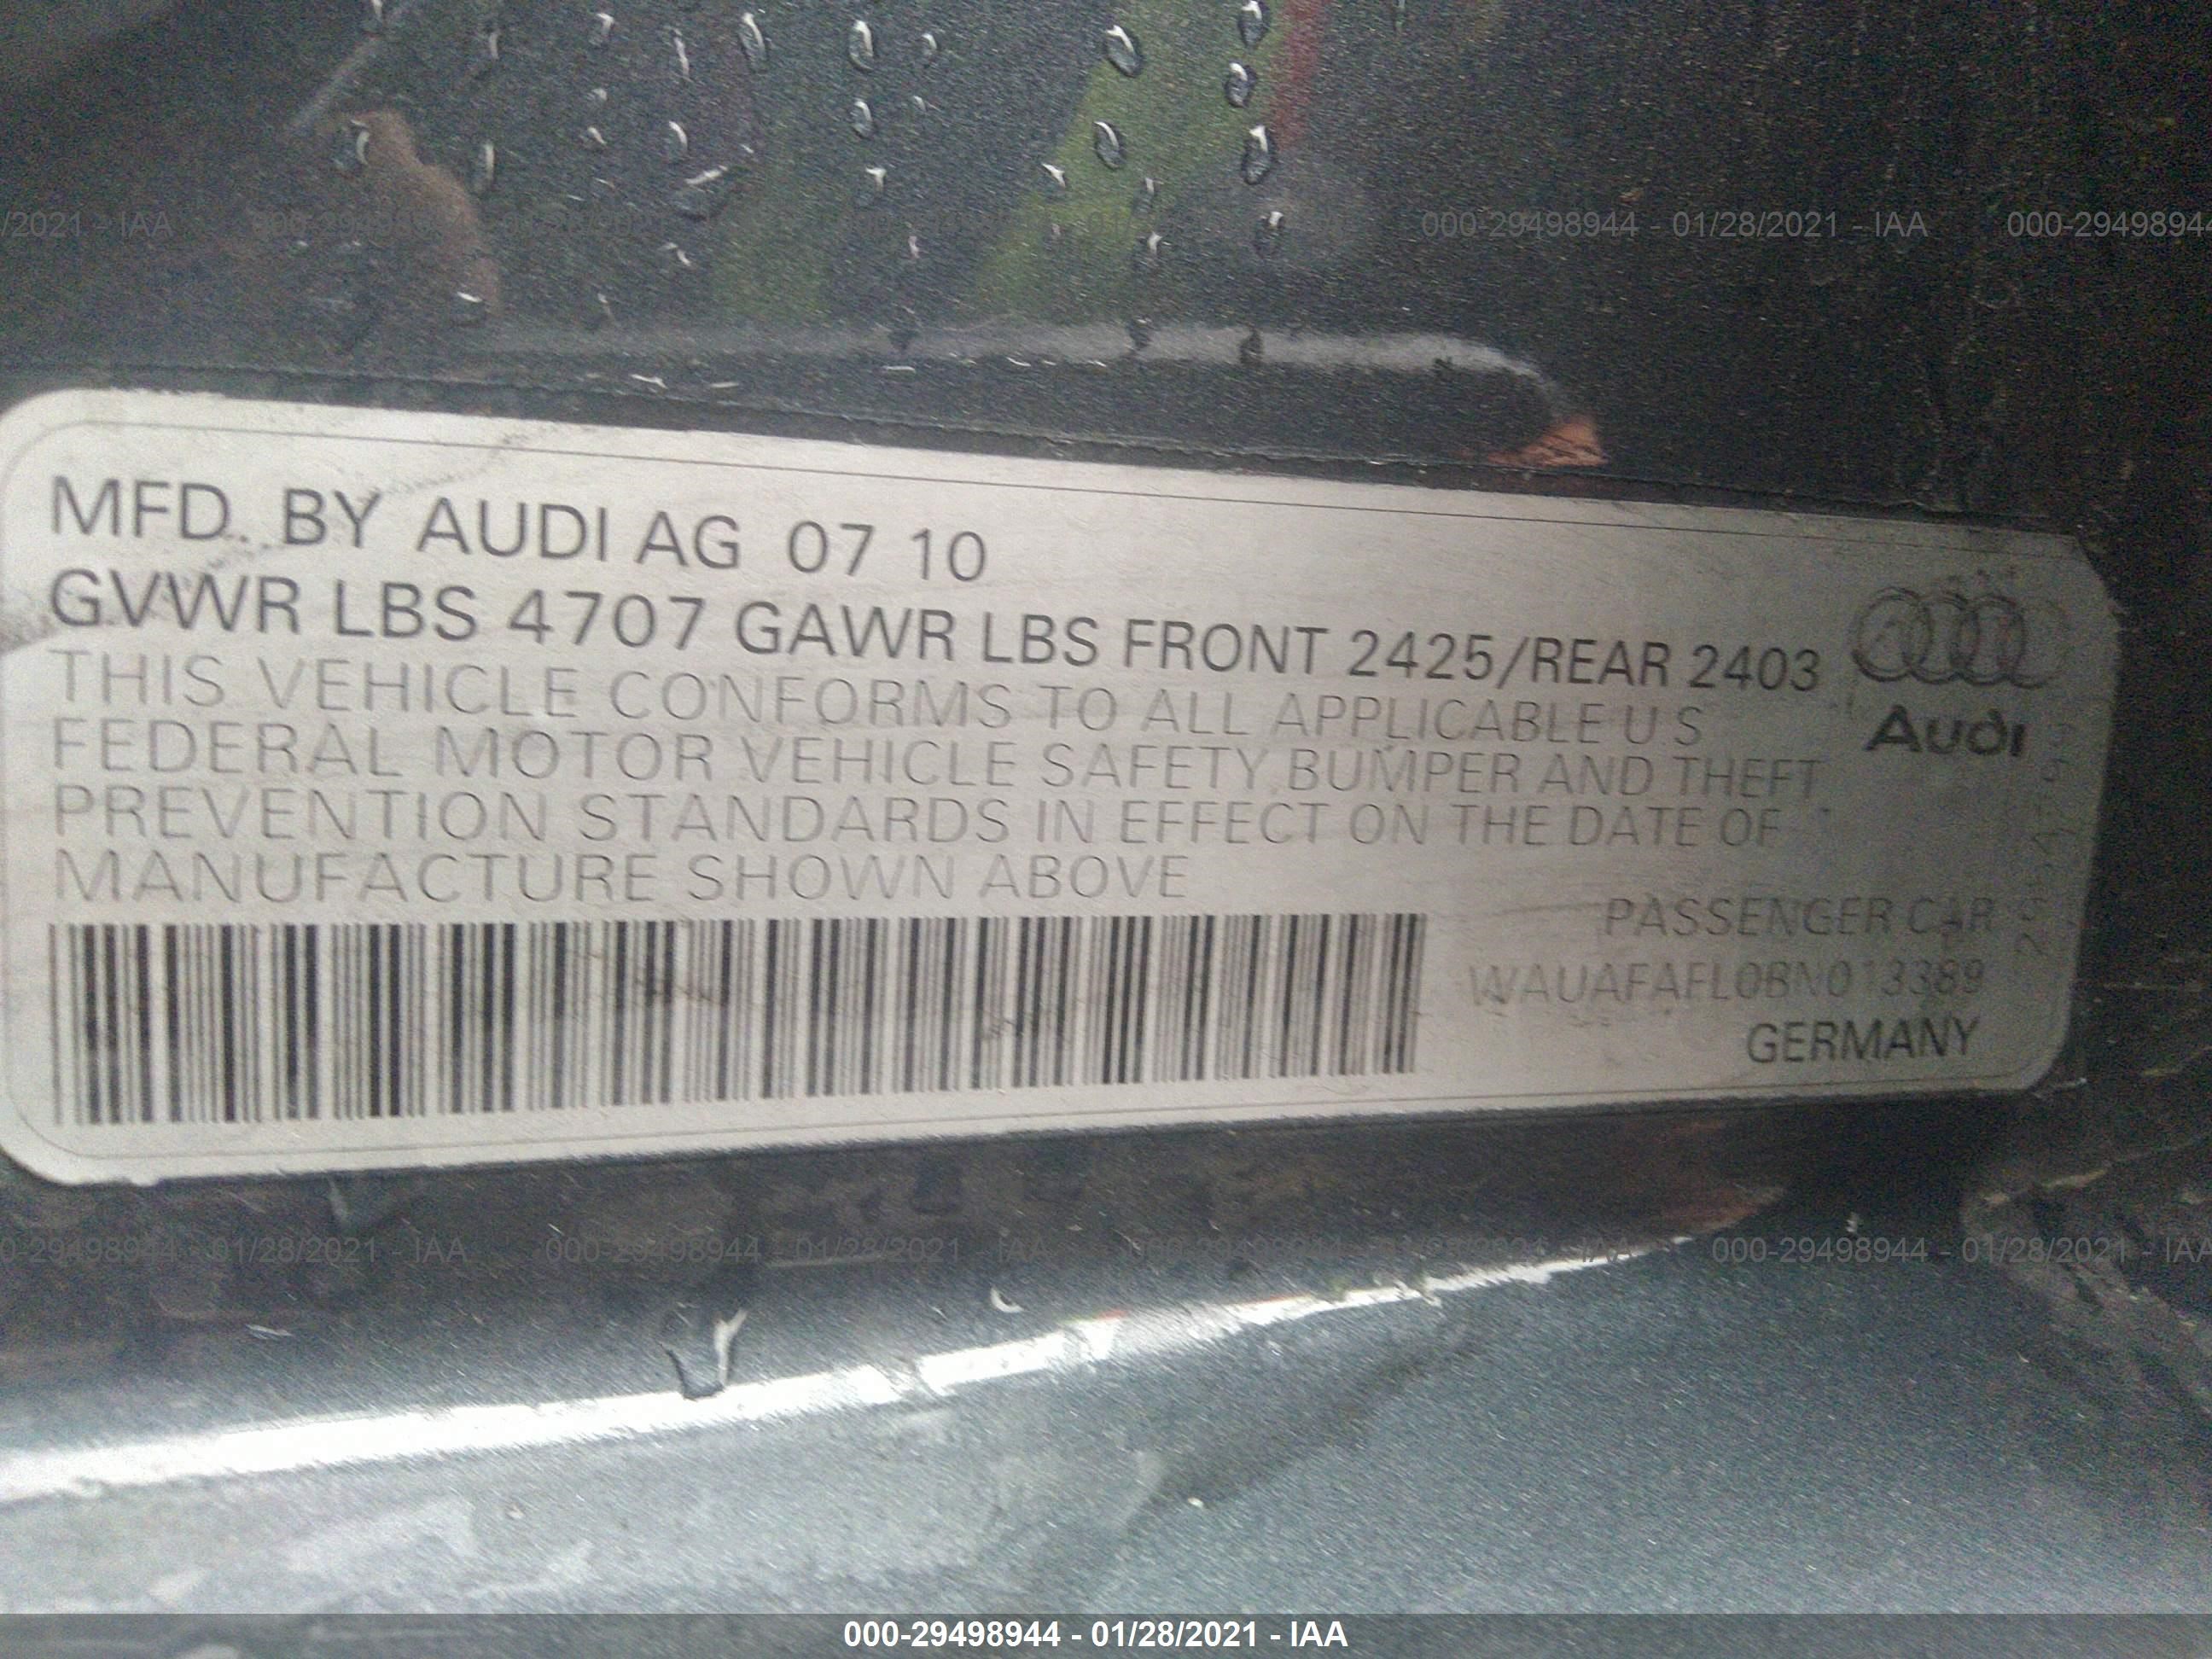 000-29498944 - 01/28/2021 - IAA
MFD. BY AUDI AG 07 10
GVWR LBS 4707 GAWR LBS FRONT 2425/REAR 2403
THIS VEHICLE CONFORMS TO ALL APPLICABLE U S
FEDERAL MOTOR VEHICLE SAFETY BUMPER AND THEFT
PREVENTION STANDARDS IN EFFECT ON THE DATE OF
MANUFACTURE SHOWN ABOVE
Audi
PASSENGER CAR
WAUAFAFL0BN013389
GERMANY
000-29498944 - 01/28/2021 - IAA
000-29498944 - 01/28/2021 - IAA